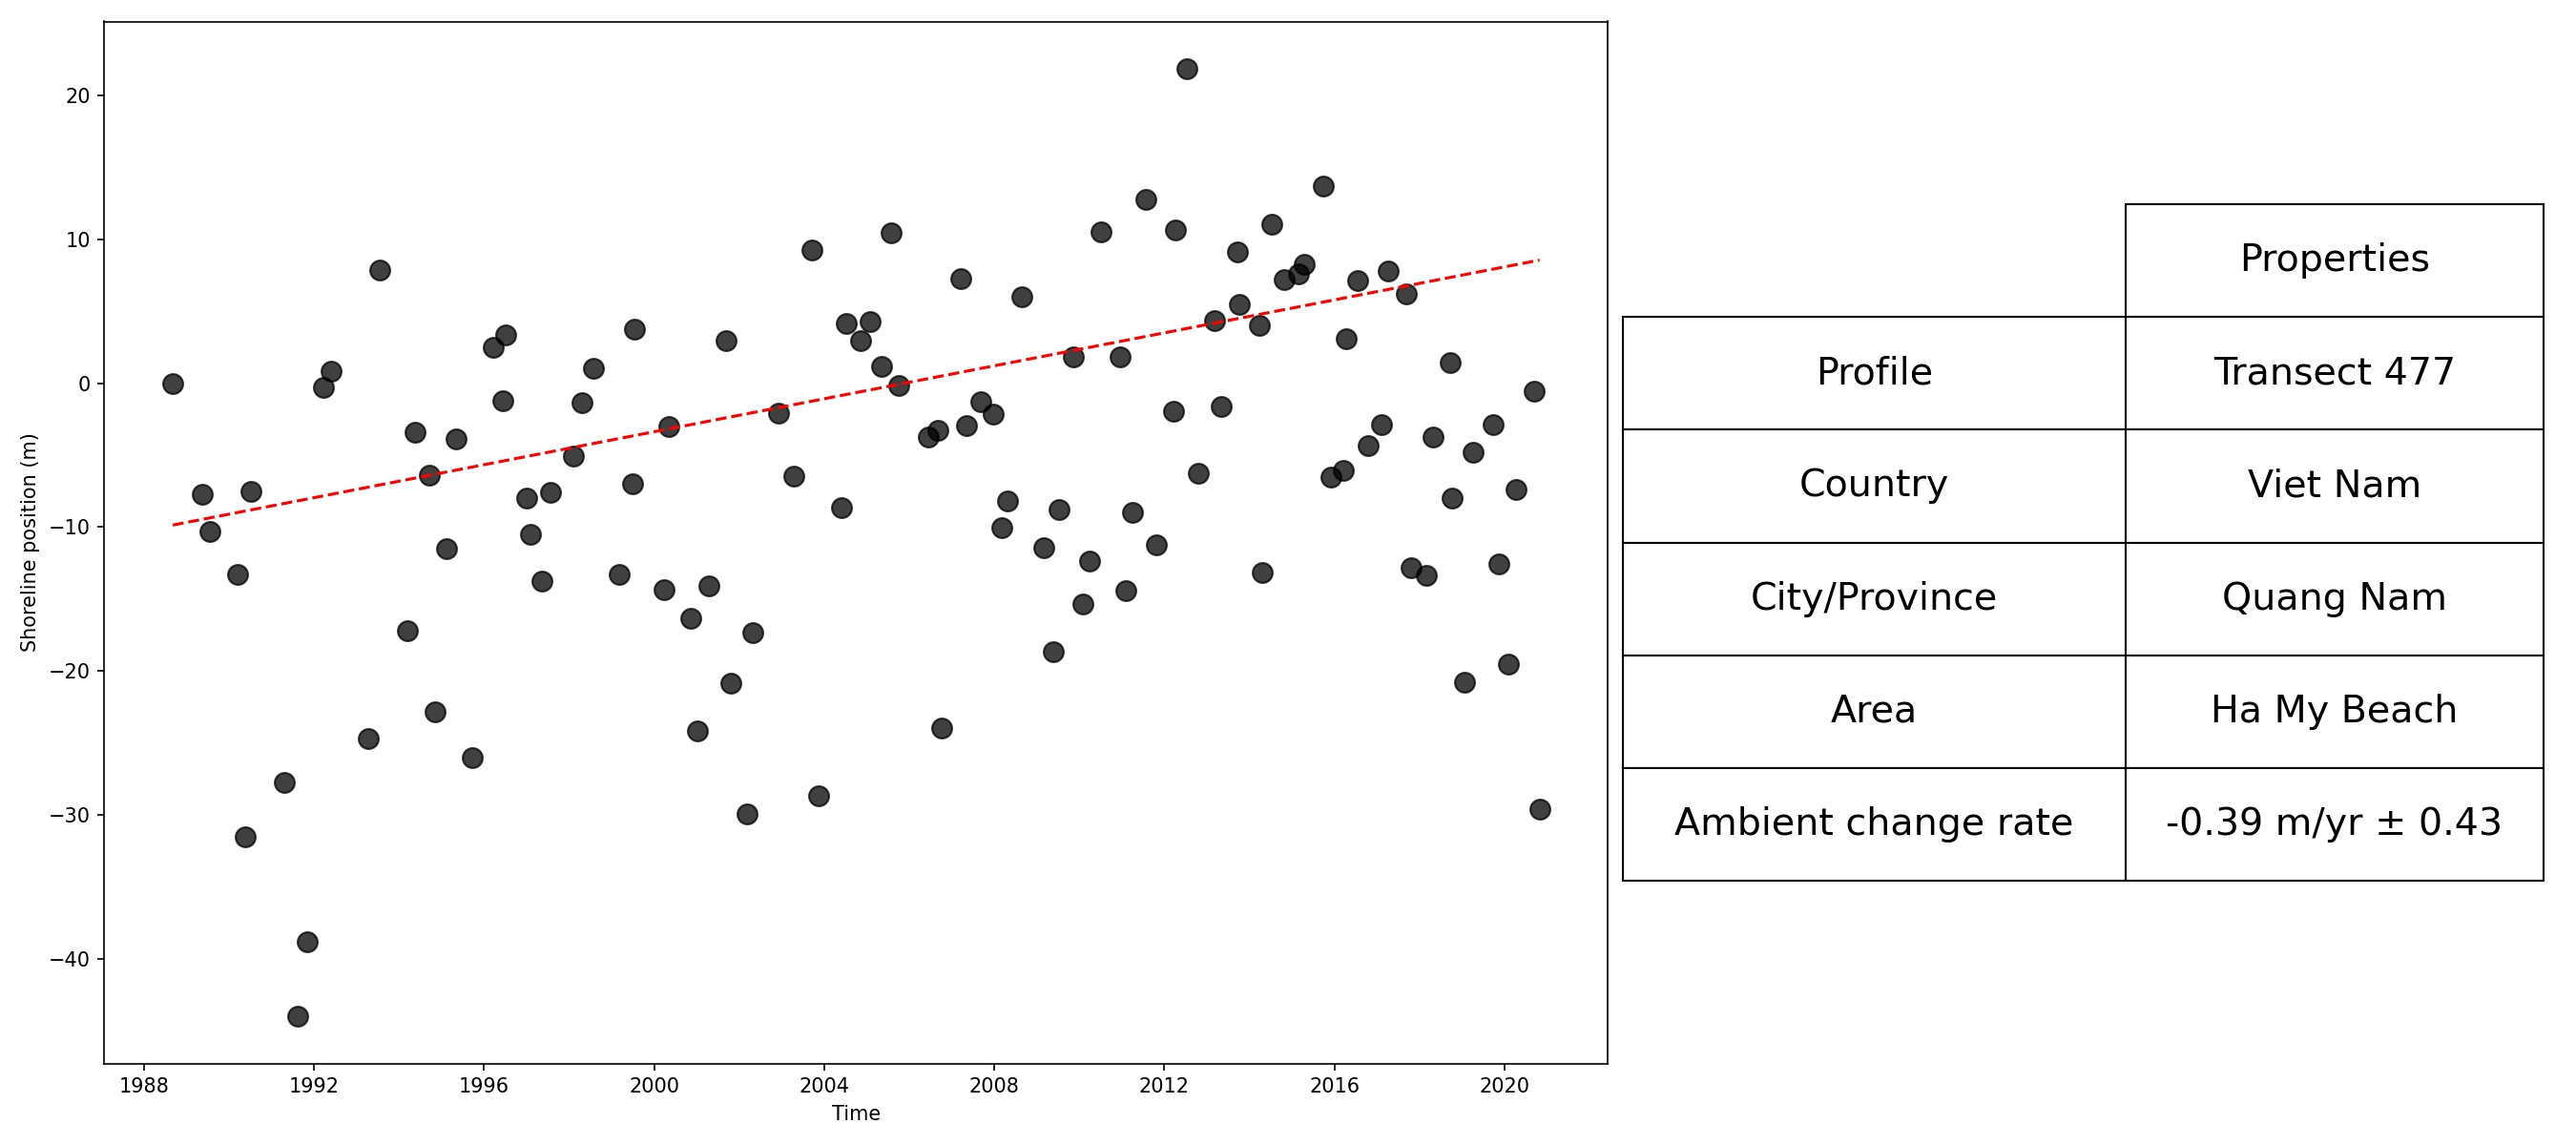 20
10
0
−10
−20
−30
−40
Shoreline position (m)
1988 1992 1996 2000 2004 2008 2012 2016 2020
Time
Properties
Profile Transect 477
Country Viet Nam
City/Province Quang Nam
Area Ha My Beach
Ambient change rate -0.39 m/yr ± 0.43